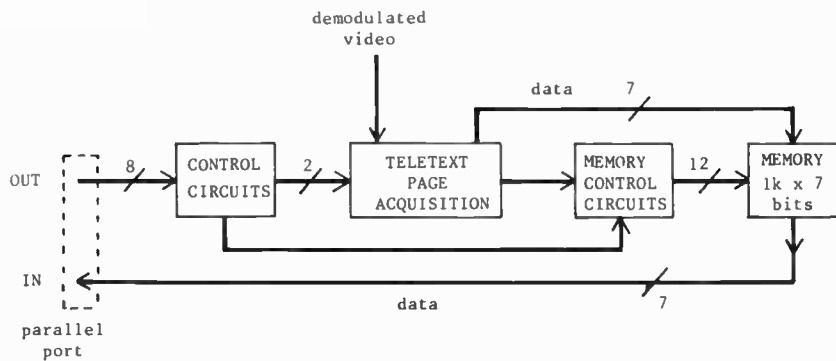 demodulated
video
data
7
OUT
8
CONTROL
CIRCUITS
2
TELETEXT
PAGE
ACQUISITION
MEMORY
CONTROL
CIRCUITS
12
MEMORY
1k x 7
bits
IN
data
7
parallel
port